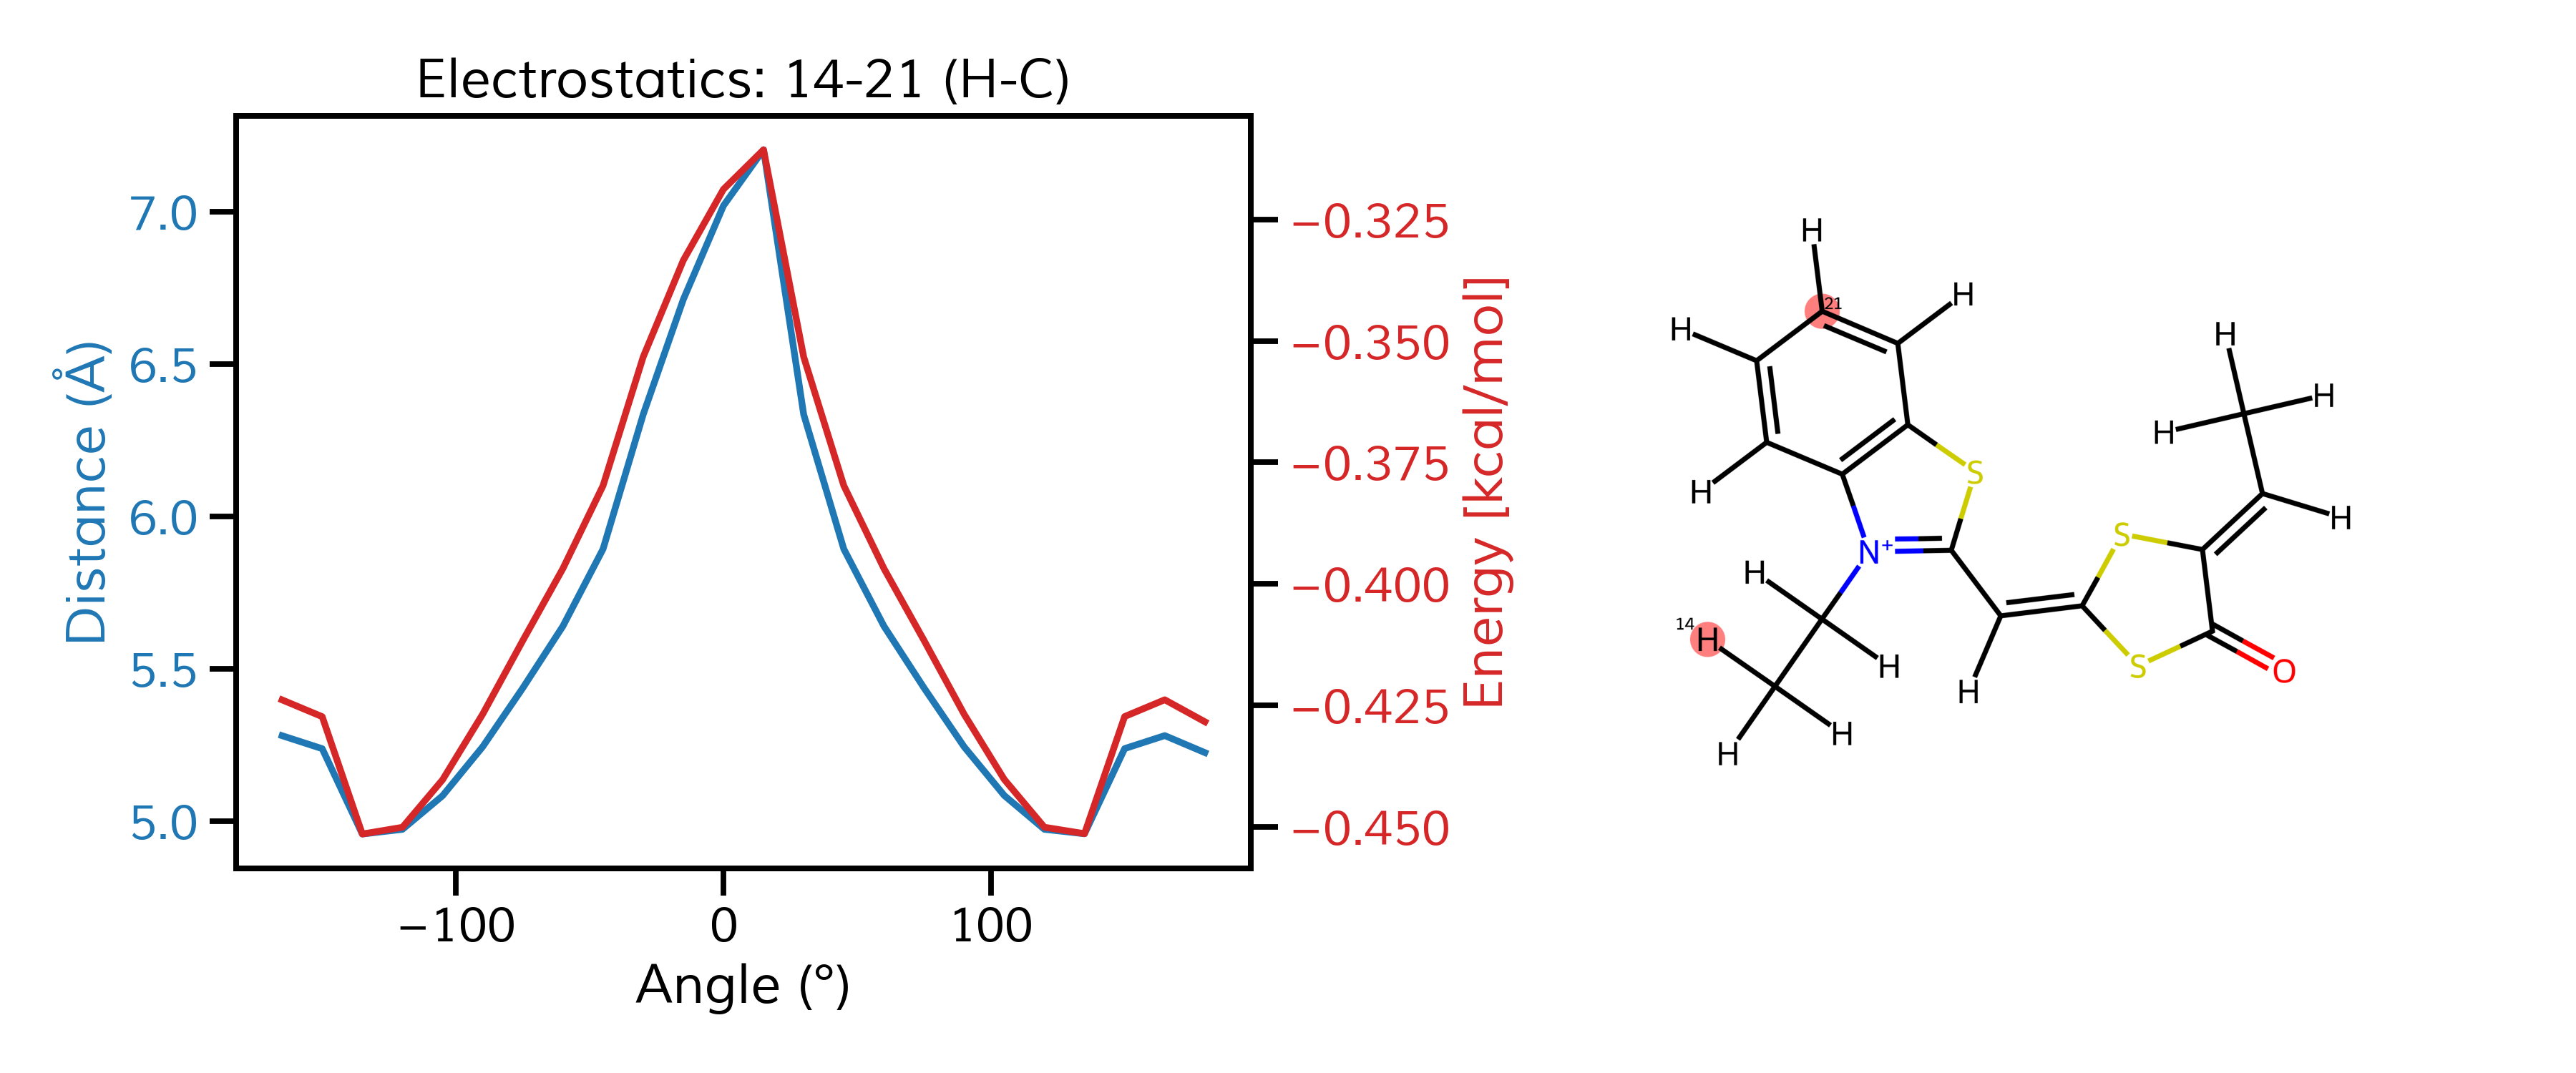 Electrostatics: 14-21 (H-C)
Distance (Å)
7.0
6.5
6.0
5.5
5.0
−0.325
−0.350
−0.375
−0.400
−0.425
−0.450
Energy [kcal/mol]
−100
0
100
Angle (°)
H
H
21
H
H
H
H
H
H
S
S
H
N+
H
14
H
H
H
S
O
H
H
H